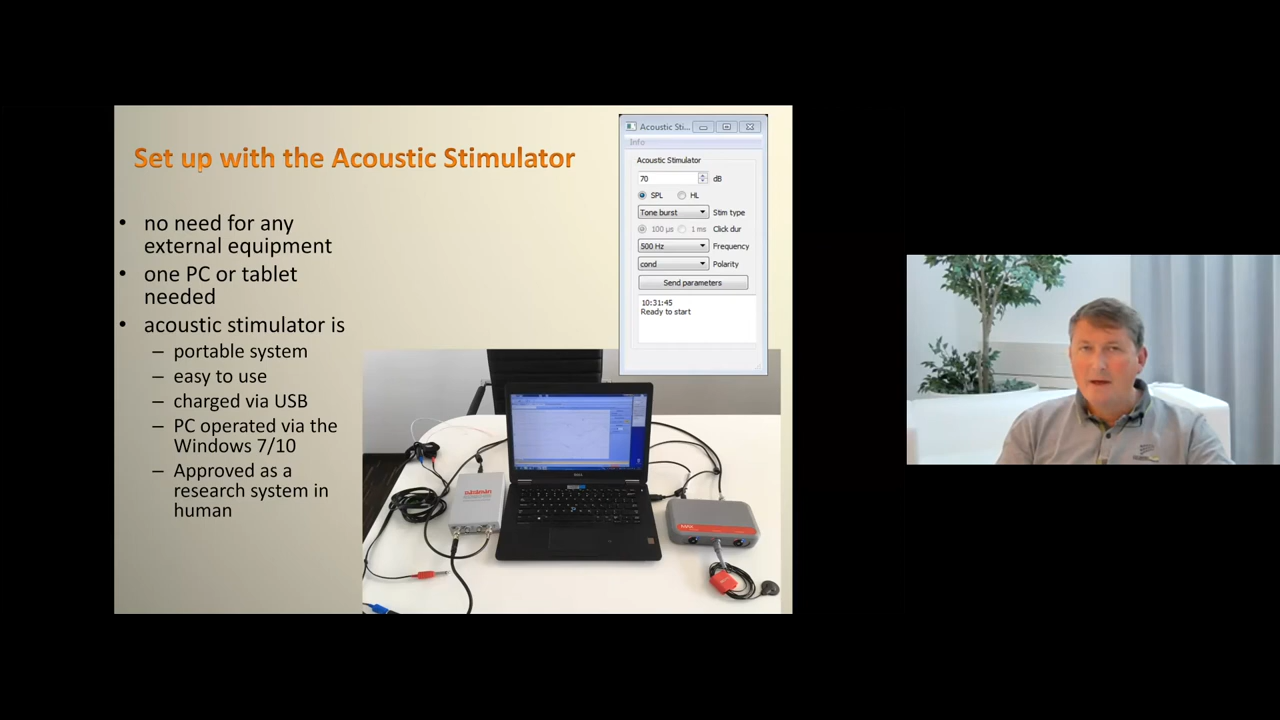 Set up with the Acoustic Stimulator
• no need for any
external equipment
• one PC or tablet
needed
• acoustic stimulator is
– portable system
– easy to use
– charged via USB
– PC operated via the
Windows 7/10
– Approved as a
research system in
human
Acoustic Sti...
Info
Acoustic Stimulator
70 dB
SPL HL
Tone burst Stim type
100 µs 1 ms Click dur
500 Hz Frequency
cond Polarity
Send parameters
10:31:45
Ready to start
DELL
MAX